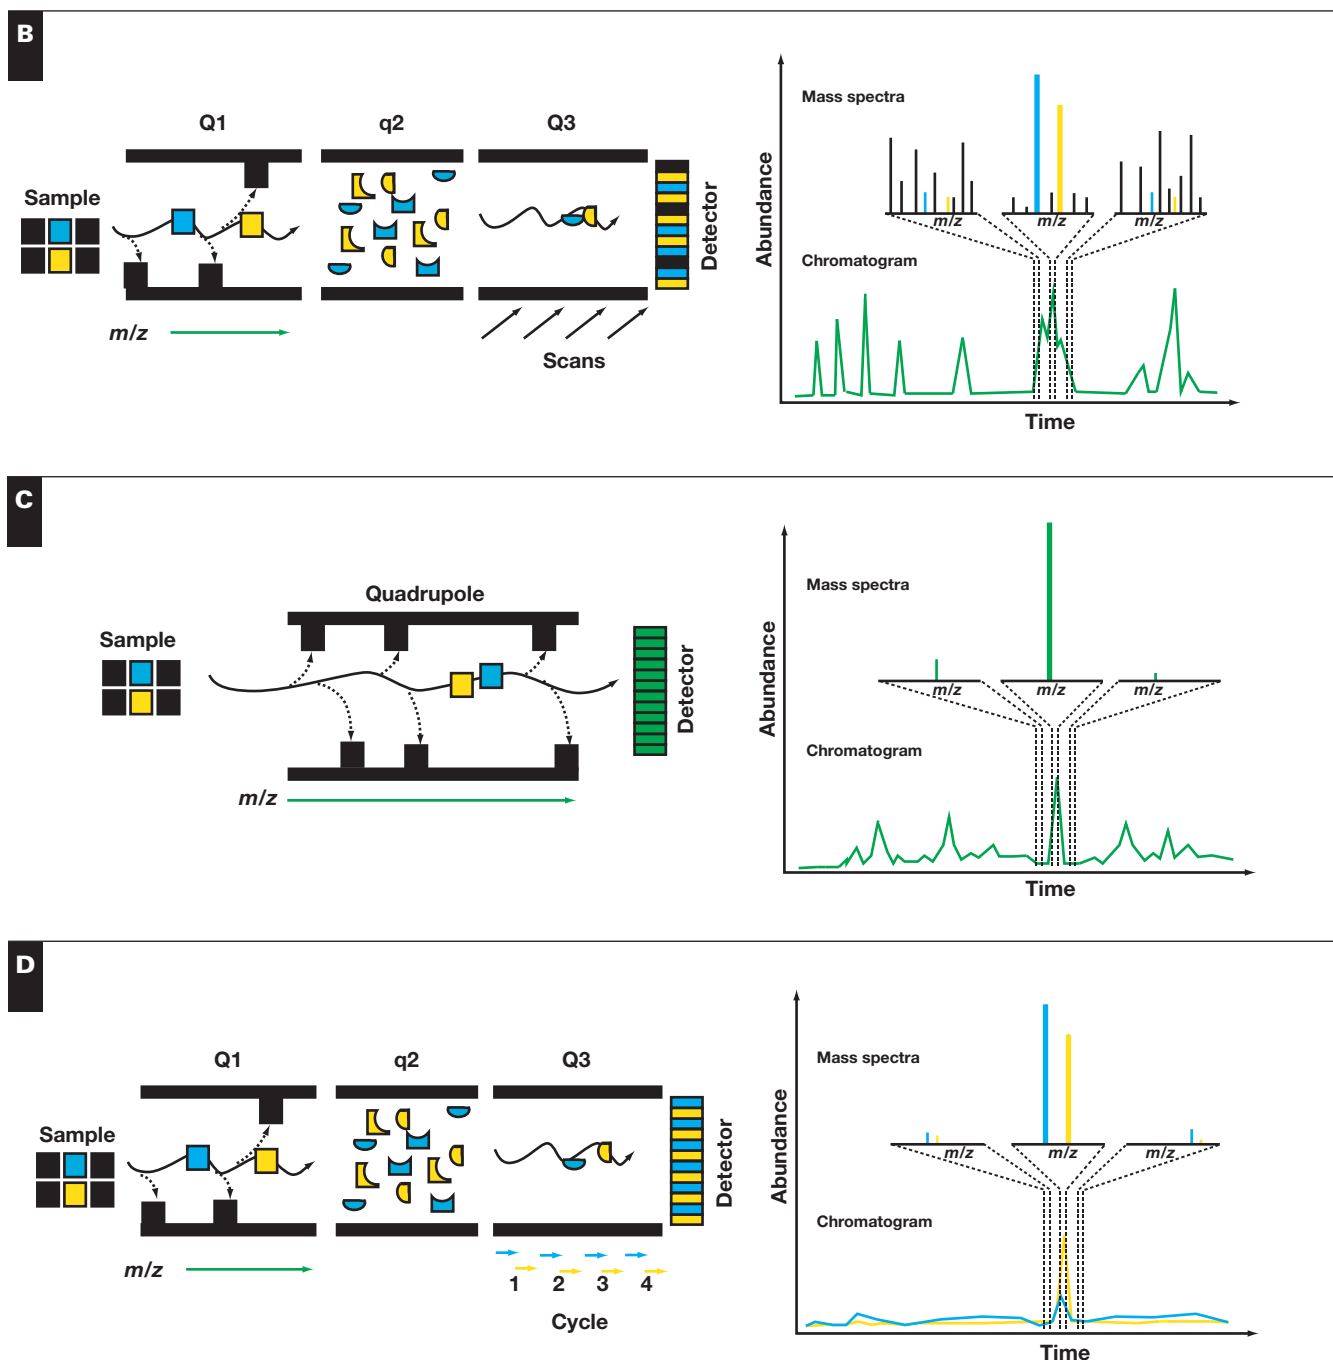 B
Q1
q2
Q3
Sample
Detector
m/z
Scans
Abundance
Mass spectra
m/z
m/z
m/z
Chromatogram
Time
C
Quadrupole
Sample
Detector
m/z
Abundance
Mass spectra
m/z
m/z
m/z
Chromatogram
Time
D
Q1
q2
Q3
Sample
Detector
m/z
1 2 3 4
Cycle
Abundance
Mass spectra
m/z
m/z
m/z
Chromatogram
Time